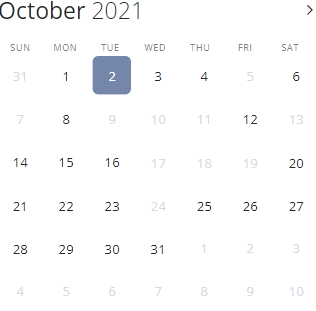 October 2021
SUN MON TUE WED THU FRI SAT
31 1 2 3 4 5 6
7 8 9 10 11 12 13
14 15 16 17 18 19 20
21 22 23 24 25 26 27
28 29 30 31 1 2 3
4 5 6 7 8 9 10